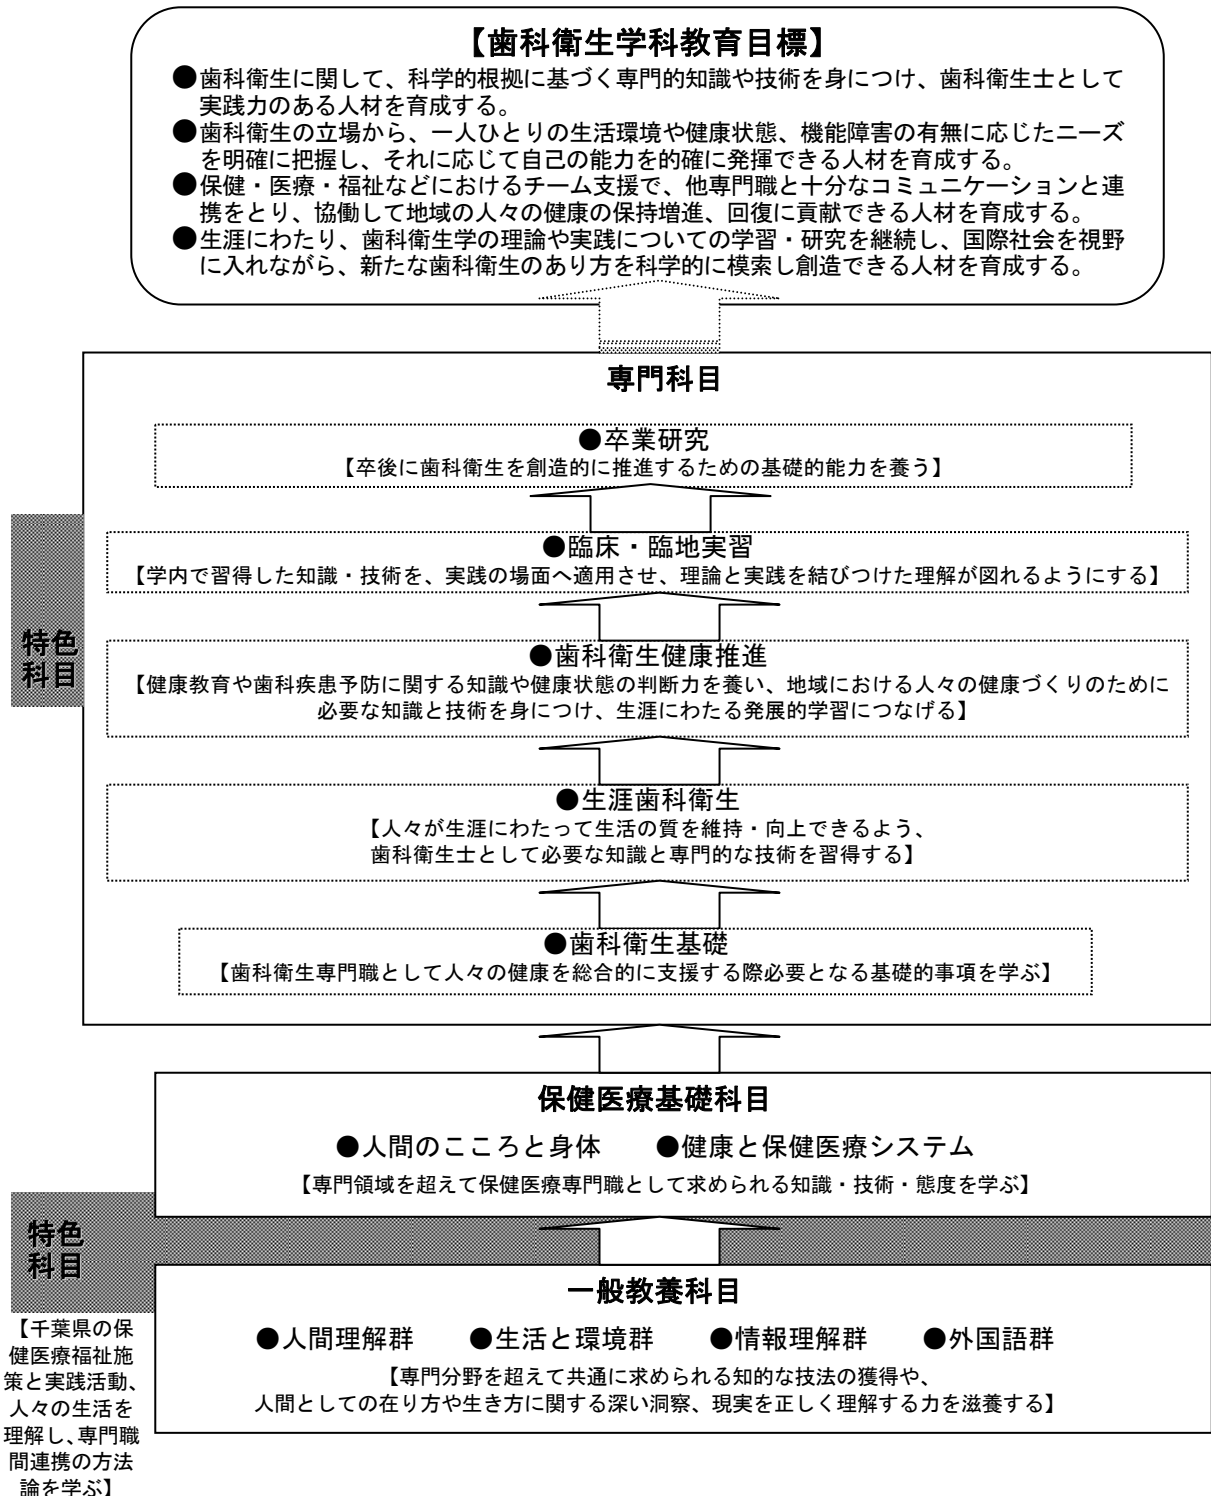 【歯科衛生学科教育目標】
●歯科衛生に関して、科学的根拠に基づく専門的知識や技術を身につけ、歯科衛生士として
実践力のある人材を育成する。
●歯科衛生の立場から、一人ひとりの生活環境や健康状態、機能障害の有無に応じたニーズ
を明確に把握し、それに応じて自己の能力を的確に発揮できる人材を育成する。
●保健・医療・福祉などにおけるチーム支援で、他専門職と十分なコミュニケーションと連
携をとり、協働して地域の人々の健康の保持増進、回復に貢献できる人材を育成する。
●生涯にわたり、歯科衛生学の理論や実践についての学習・研究を継続し、国際社会を視野
に入れながら、新たな歯科衛生のあり方を科学的に模索し創造できる人材を育成する。
専門科目
●卒業研究
【卒後に歯科衛生を創造的に推進するための基礎的能力を養う】
●臨床・臨地実習
【学内で習得した知識・技術を、実践の場面へ適用させ、理論と実践を結びつけた理解が図れるようにする】
特色
科目
●歯科衛生健康推進
【健康教育や歯科疾患予防に関する知識や健康状態の判断力を養い、地域における人々の健康づくりのために
必要な知識と技術を身につけ、生涯にわたる発展的学習につなげる】
●生涯歯科衛生
【人々が生涯にわたって生活の質を維持・向上できるよう、
歯科衛生士として必要な知識と専門的な技術を習得する】
●歯科衛生基礎
【歯科衛生専門職として人々の健康を総合的に支援する際必要となる基礎的事項を学ぶ】
保健医療基礎科目
●人間のこころと身体 ●健康と保健医療システム
【専門領域を超えて保健医療専門職として求められる知識・技術・態度を学ぶ】
特色
科目
一般教養科目
●人間理解群 ●生活と環境群 ●情報理解群 ●外国語群
【専門分野を超えて共通に求められる知的な技法の獲得や、
人間としての在り方や生き方に関する深い洞察、現実を正しく理解する力を滋養する】
【千葉県の保
健医療福祉施
策と実践活動、
人々の生活を
理解し、専門職
間連携の方法
論を学ぶ】